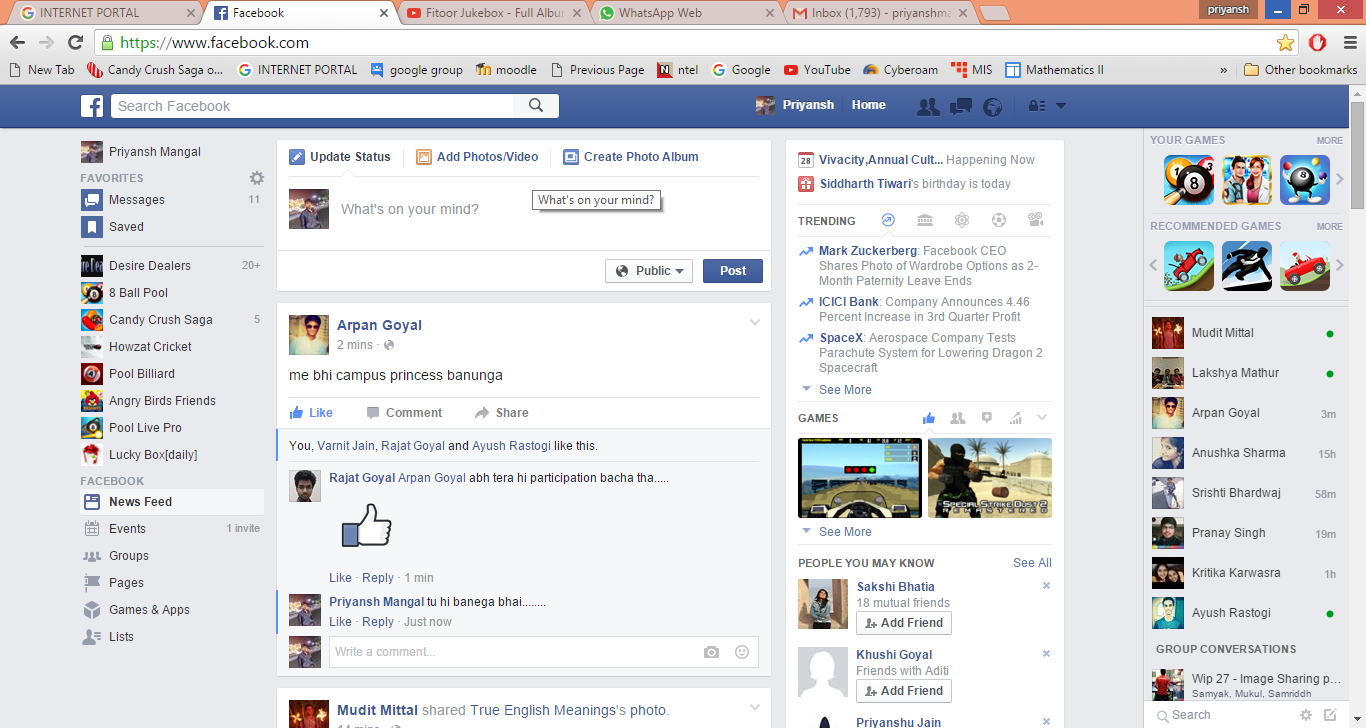 INTERNET PORTAL
Facebook
Fitoor Jukebox - Full Albu
WhatsApp Web
Inbox (1,793) - priyanshma
priyansh
https://www.facebook.com
New Tab
Candy Crush Saga o...
INTERNET PORTAL
google group
moodle
Previous Page
ntel
Google
YouTube
Cyberoam
MIS
Mathematics II
»
Other bookmarks
Search Facebook
Priyansh
Home
Priyansh Mangal
FAVORITES
Messages 11
Saved
Desire Dealers 20+
8 Ball Pool
Candy Crush Saga 5
Howzat Cricket
Pool Billiard
Angry Birds Friends
Pool Live Pro
Lucky Box[daily]
FACEBOOK
News Feed
Events 1 invite
Groups
Pages
Games & Apps
Lists
Update Status
Add Photos/Video
Create Photo Album
What's on your mind?
What's on your mind?
Public
Post
Arpan Goyal
2 mins ·
me bhi campus princess banunga
Like
Comment
Share
You, Varnit Jain, Rajat Goyal and Ayush Rastogi like this.
Rajat Goyal Arpan Goyal abh tera hi participation bacha tha.....
Like · Reply · 1 min
Priyansh Mangal tu hi banega bhai........
Like · Reply · Just now
Write a comment...
Mudit Mittal shared True English Meanings's photo.
14 mins ·
28
Vivacity,Annual Cult... Happening Now
Siddharth Tiwari's birthday is today
TRENDING
Mark Zuckerberg: Facebook CEO
Shares Photo of Wardrobe Options as 2-
Month Paternity Leave Ends
ICICI Bank: Company Announces 4.46
Percent Increase in 3rd Quarter Profit
SpaceX: Aerospace Company Tests
Parachute System for Lowering Dragon 2
Spacecraft
See More
GAMES
SPECIAL STRIKE DUST 2
REMASTERED
See More
PEOPLE YOU MAY KNOW See All
Sakshi Bhatia
18 mutual friends
Add Friend
Khushi Goyal
Friends with Aditi
Add Friend
Priyanshu Jain
YOUR GAMES MORE
RECOMMENDED GAMES MORE
Mudit Mittal
Lakshya Mathur
Arpan Goyal 3m
Anushka Sharma 15h
Srishti Bhardwaj 58m
Pranay Singh 19m
Kritika Karwasra 1h
Ayush Rastogi
GROUP CONVERSATIONS
Wip 27 - Image Sharing p...
Samyak, Mukul, Samriddh
Search